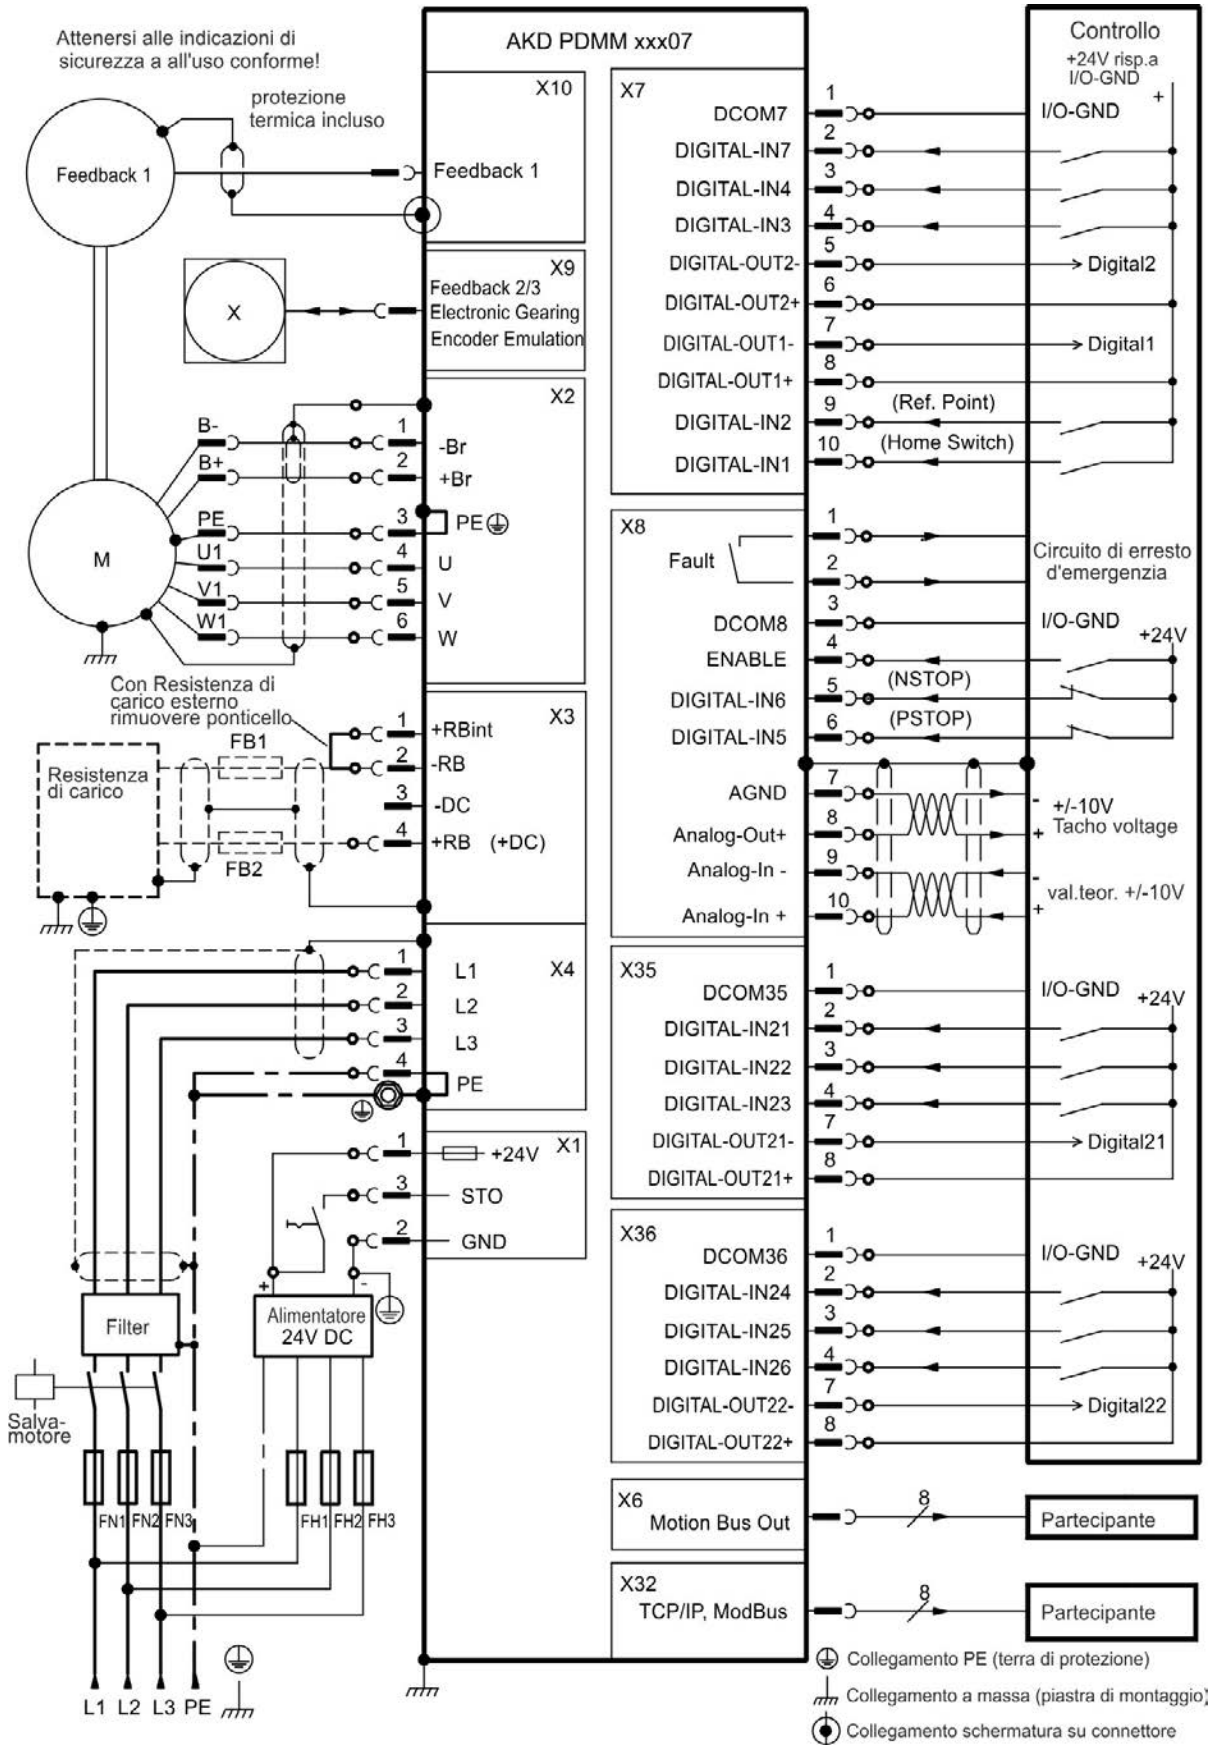 Attenersi alle indicazioni di
sicurezza a all'uso conforme!
protezione
termica incluso
AKD PDMM xxx07
Feedback 1
X10
Feedback 1
X
X9
Feedback 2/3
Electronic Gearing
Encoder Emulation
X2
B-
1
-Br
B+
2
+Br
PE
3
PE
M
U1
4
U
V1
5
V
W1
6
W
Con Resistenza di
carico esterno
rimuovere ponticello
X3
FB1
1
+RBint
Resistenza
di carico
2
-RB
3
-DC
4
+RB (+DC)
FB2
X4
1
L1
2
L2
3
L3
4
PE
X1
1
+24V
3
STO
2
GND
+
-
Filter
Alimentatore
24V DC
Salva-
motore
FN1 FN2 FN3
FH1 FH2 FH3
L1 L2 L3 PE
X7
1
DCOM7
2
DIGITAL-IN7
3
DIGITAL-IN4
4
DIGITAL-IN3
5
DIGITAL-OUT2-
Digital2
6
DIGITAL-OUT2+
7
DIGITAL-OUT1-
Digital1
8
DIGITAL-OUT1+
9
(Ref. Point)
DIGITAL-IN2
10
(Home Switch)
DIGITAL-IN1
Controllo
+24V risp.a
I/O-GND
+
I/O-GND
X8
1
Fault
2
Circuito di erresto
d'emergenzia
3
DCOM8
I/O-GND
+24V
4
ENABLE
5
(NSTOP)
DIGITAL-IN6
6
(PSTOP)
DIGITAL-IN5
7
AGND
-
+/-10V
Tacho voltage
8
Analog-Out+
+
9
Analog-In -
-
val.teor. +/-10V
10
Analog-In +
+
X35
1
DCOM35
I/O-GND
+24V
2
DIGITAL-IN21
3
DIGITAL-IN22
4
DIGITAL-IN23
7
DIGITAL-OUT21-
Digital21
8
DIGITAL-OUT21+
X36
1
DCOM36
I/O-GND
+24V
2
DIGITAL-IN24
3
DIGITAL-IN25
4
DIGITAL-IN26
7
DIGITAL-OUT22-
Digital22
8
DIGITAL-OUT22+
X6
Motion Bus Out
8
Partecipante
X32
TCP/IP, ModBus
8
Partecipante
Collegamento PE (terra di protezione)
Collegamento a massa (piastra di montaggio)
Collegamento schermatura su connettore